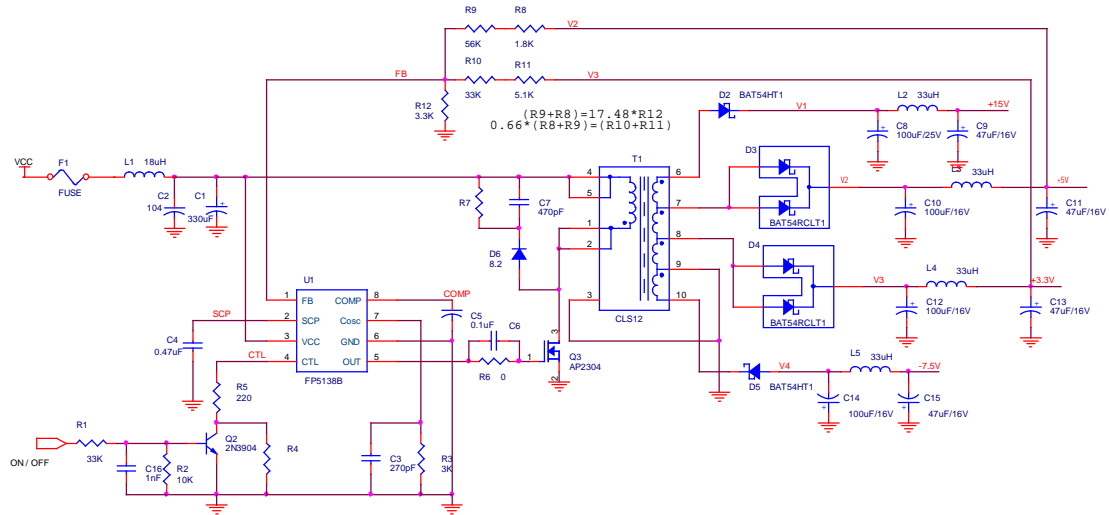 R9
R8
V2
56K
1.8K
R10
R11
FB
V3
33K
5.1K
R12
3.3K
(R9+R8)=17.48*R12
0.66*(R8+R9)=(R10+R11)
D2
BAT54HT1
V1
L2
33uH
+15V
C8
100uF/25V
C9
47uF/16V
VCC
F1
FUSE
L1
18uH
C2
104
C1
330uF
R7
C7
470pF
D6
8.2
T1
4
5
1
2
3
6
7
8
9
10
CLS12
D3
BAT54RCLT1
V2
33uH
+5V
C10
100uF/16V
C11
47uF/16V
D4
BAT54RCLT1
V3
L4
33uH
+3.3V
C12
100uF/16V
C13
47uF/16V
U1
1
FB
COMP
8
COMP
2
SCP
Cosc
7
3
VCC
GND
6
4
CTL
OUT
5
FP5138B
SCP
C4
0.47uF
CTL
C5
0.1uF
C6
R6
0
1
3
2
Q3
AP2304
D5
BAT54HT1
V4
L5
33uH
-7.5V
C14
100uF/16V
C15
47uF/16V
R5
220
Q2
2N3904
R4
R1
33K
ON / OFF
C16
1nF
R2
10K
C3
270pF
R3
3K